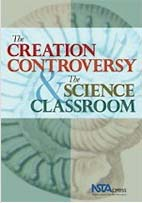 The
CREATION
CONTROVERSY
& The
SCIENCE
CLASSROOM
NSTApress